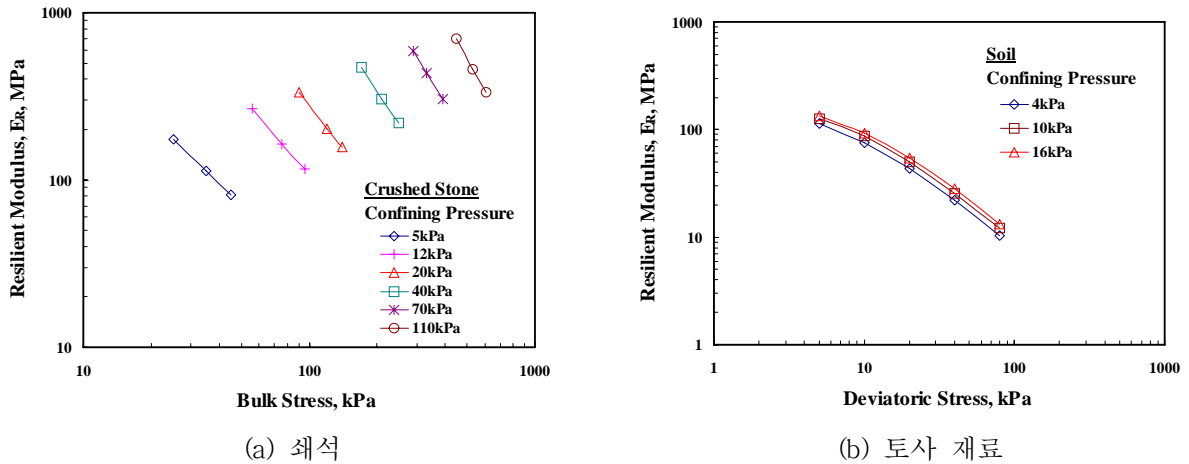 1000
100
10
10
100
1000
Resilient Modulus, ER, MPa
Bulk Stress, kPa
Crushed Stone
Confining Pressure
5kPa
12kPa
20kPa
40kPa
70kPa
110kPa
(a) 쇄석
1000
100
10
1
1
10
100
1000
Resilient Modulus, ER, MPa
Deviatoric Stress, kPa
Soil
Confining Pressure
4kPa
10kPa
16kPa
(b) 토사 재료